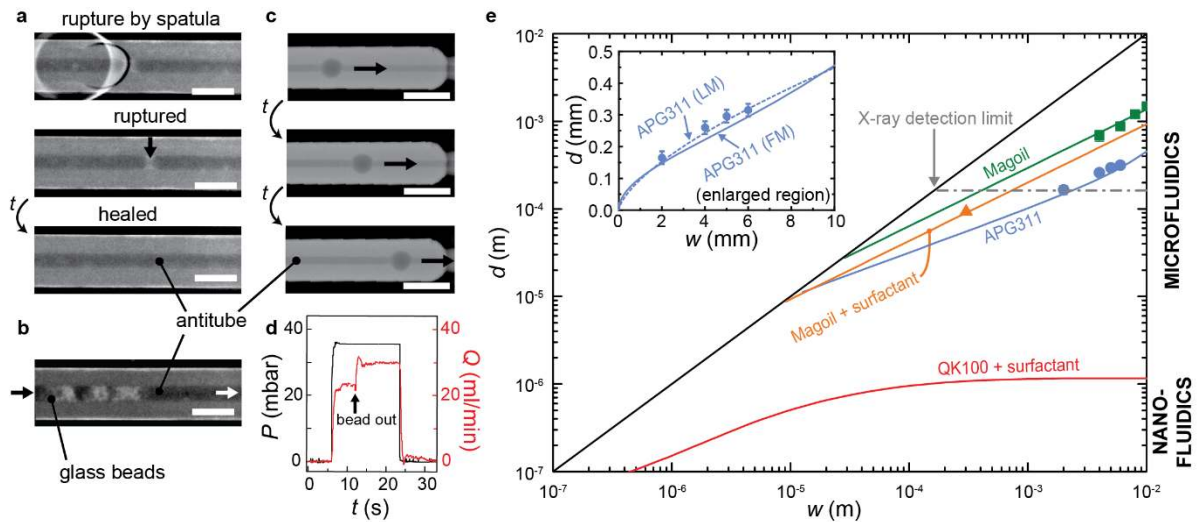 a
rupture by spatula
ruptured
t
healed
antitube
b
glass beads
c
t
t
d
40
30
20
10
0
P (mbar)
40
30
20
10
0
Q (ml/min)
bead out
0 10 20 30
t (s)
e
10-2
10-3
10-4
10-5
10-6
10-7
d (m)
0.5
0.4
0.3
0.2
0.1
0.0
d (mm)
APG311 (LM)
APG311 (FM)
(enlarged region)
0 2 4 6 8 10
w (mm)
X-ray detection limit
Magoil
APG311
Magoil + surfactant
QK100 + surfactant
10-7 10-6 10-5 10-4 10-3 10-2
w (m)
MICROFLUIDICS
NANO-
FLUIDICS